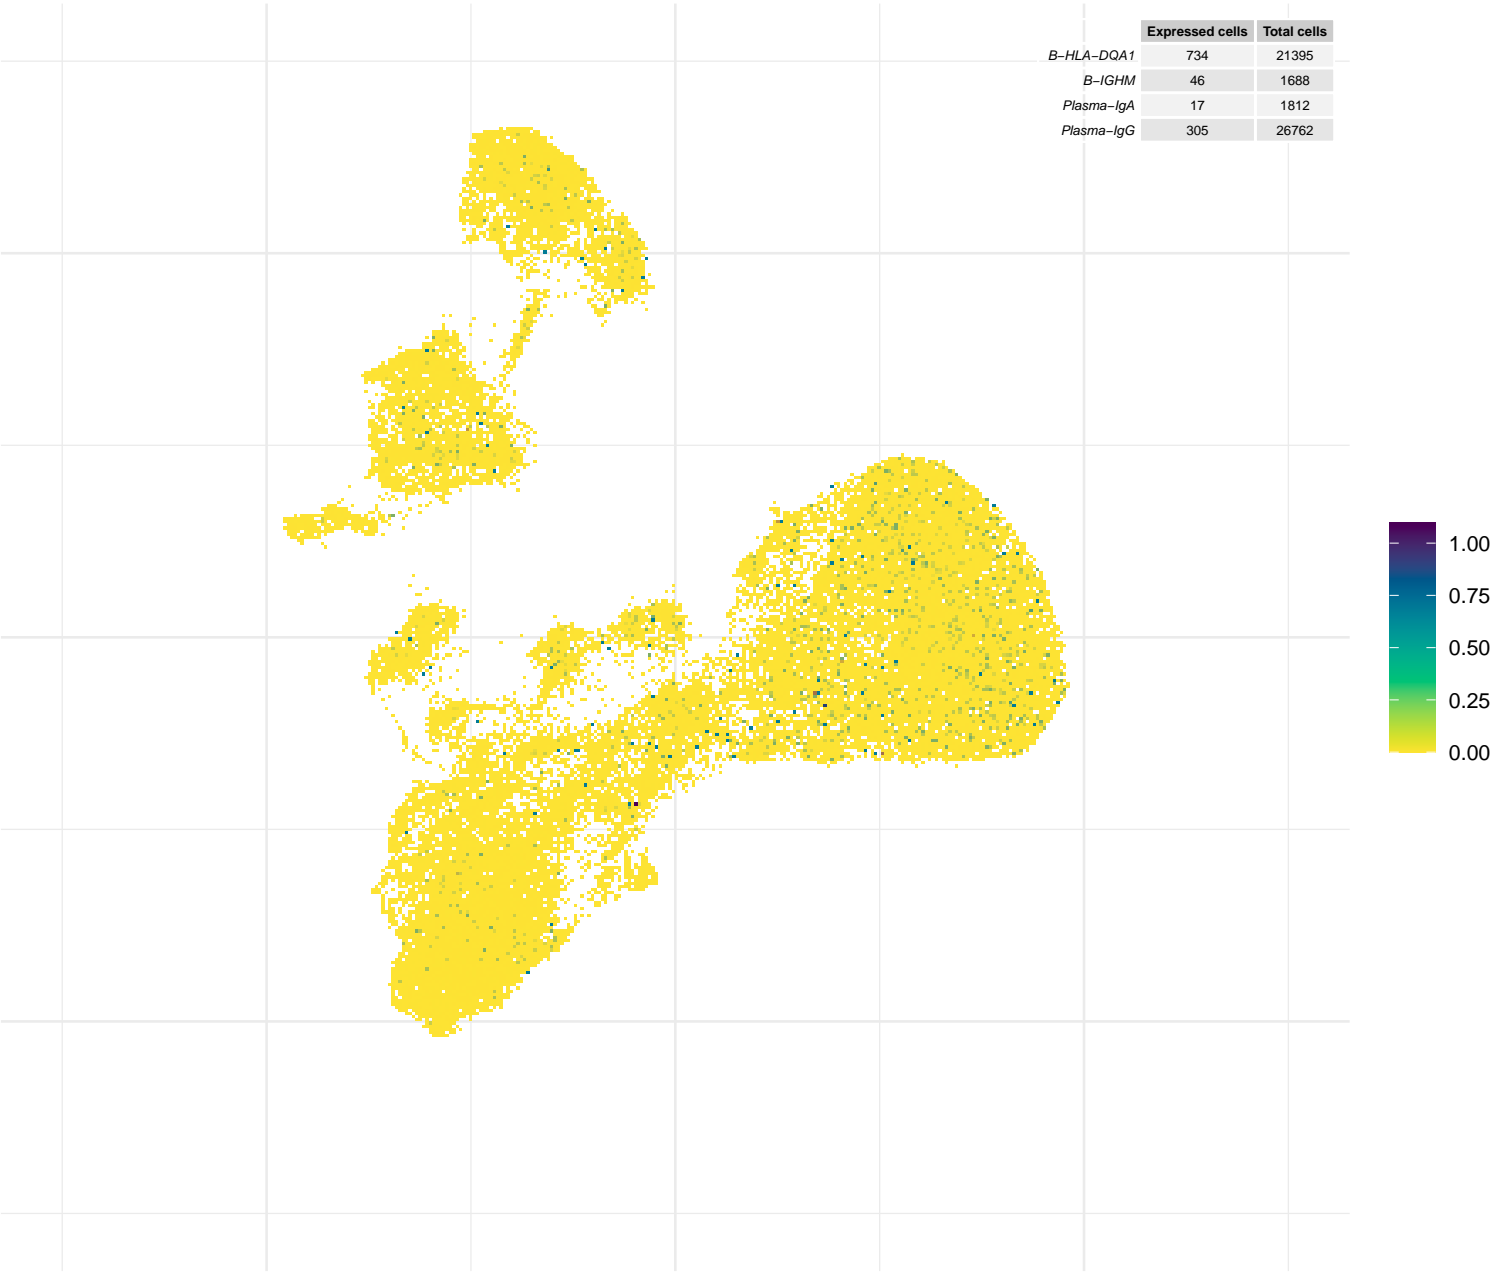 Expressed cells Total cells
B−HLA−DQA1 734 21395
B−IGHM 46 1688
Plasma−IgA 17 1812
Plasma−IgG 305 26762
1.00
0.75
0.50
0.25
0.00